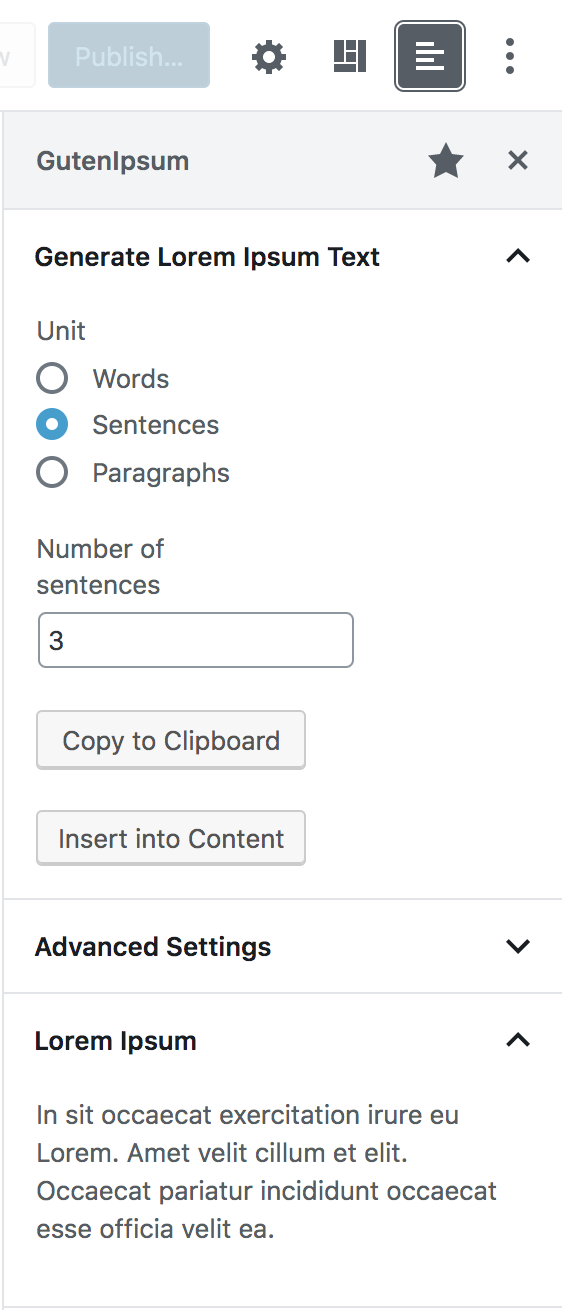 Publish...
GutenIpsum
Generate Lorem Ipsum Text
Unit
Words
Sentences
Paragraphs
Number of
sentences
3
Copy to Clipboard
Insert into Content
Advanced Settings
Lorem Ipsum
In sit occaecat exercitation irure eu
Lorem. Amet velit cillum et elit.
Occaecat pariatur incididunt occaecat
esse officia velit ea.